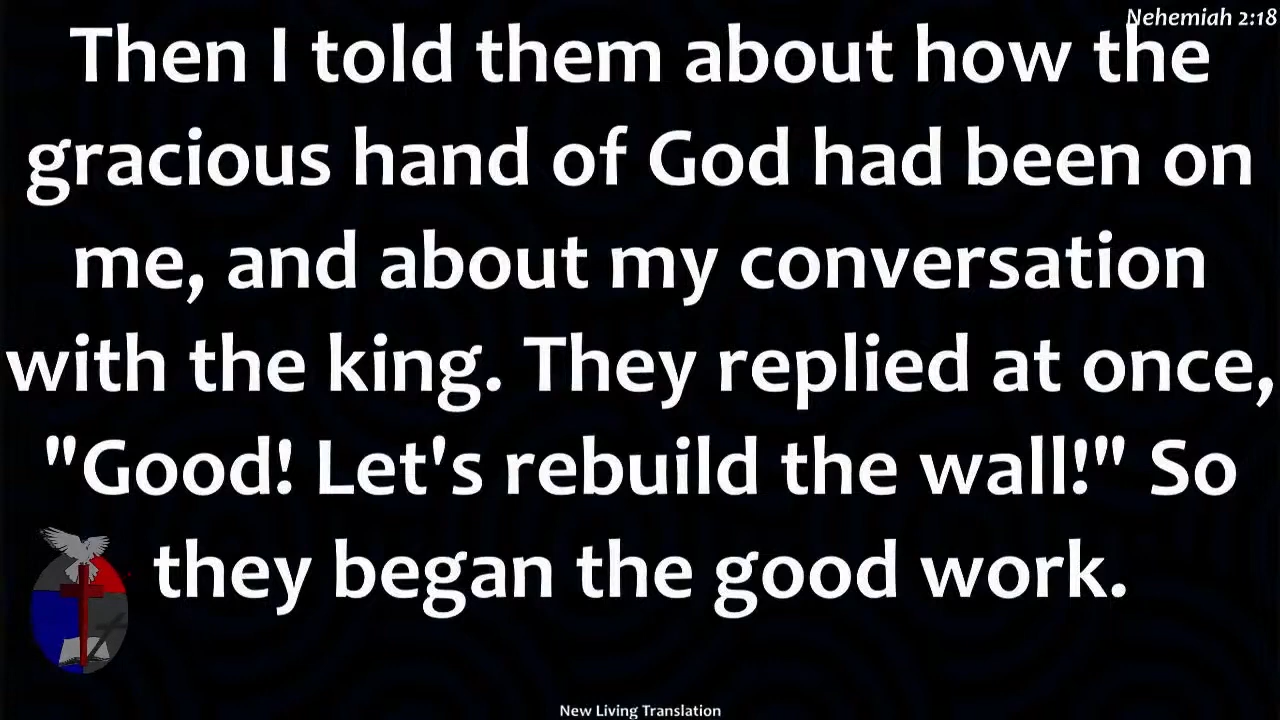 Nehemiah 2:18
Then I told them about how the
gracious hand of God had been on
me, and about my conversation
with the king. They replied at once,
"Good! Let's rebuild the wall!" So
they began the good work.
New Living Translation